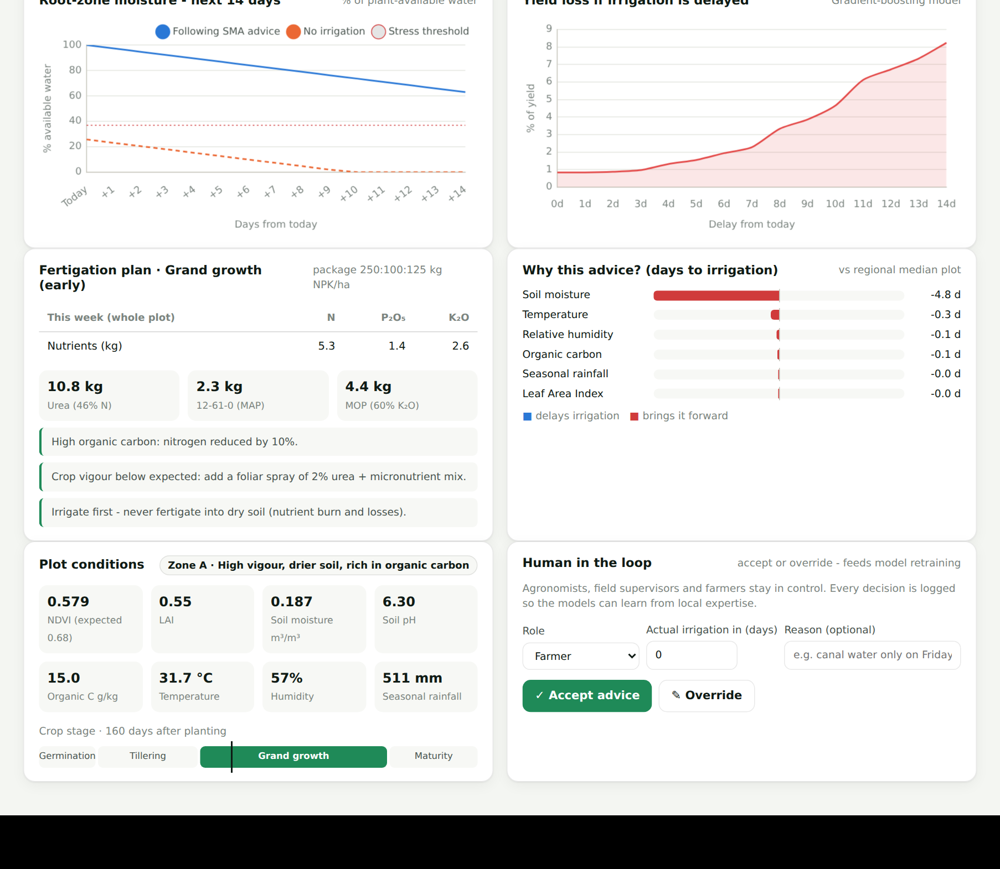 Root-zone moisture - next 14 days
% of plant-available water
Following SMA advice
No irrigation
Stress threshold
100
80
60
40
20
0
% available water
Today
+1
+2
+3
+4
+5
+6
+7
+8
+9
+10
+11
+12
+13
+14
Days from today
Yield loss if irrigation is delayed
Gradient-boosting model
9
8
7
6
5
4
3
2
1
0
% of yield
0d
1d
2d
3d
4d
5d
6d
7d
8d
9d
10d
11d
12d
13d
14d
Delay from today
Fertigation plan · Grand growth
(early)
package 250:100:125 kg
NPK/ha
This week (whole plot) N P₂O₅ K₂O
Nutrients (kg) 5.3 1.4 2.6
10.8 kg
Urea (46% N)
2.3 kg
12-61-0 (MAP)
4.4 kg
MOP (60% K₂O)
High organic carbon: nitrogen reduced by 10%.
Crop vigour below expected: add a foliar spray of 2% urea + micronutrient mix.
Irrigate first - never fertigate into dry soil (nutrient burn and losses).
Why this advice? (days to irrigation)
vs regional median plot
Soil moisture -4.8 d
Temperature -0.3 d
Relative humidity -0.1 d
Organic carbon -0.1 d
Seasonal rainfall -0.0 d
Leaf Area Index -0.0 d
delays irrigation
brings it forward
Plot conditions
Zone A · High vigour, drier soil, rich in organic carbon
0.579
NDVI (expected
0.68)
0.55
LAI
0.187
Soil moisture
m³/m³
6.30
Soil pH
15.0
Organic C g/kg
31.7 °C
Temperature
57%
Humidity
511 mm
Seasonal rainfall
Crop stage · 160 days after planting
Germination
Tillering
Grand growth
Maturity
Human in the loop
accept or override - feeds model retraining
Agronomists, field supervisors and farmers stay in control. Every decision is logged
so the models can learn from local expertise.
Role
Farmer
Actual irrigation in (days)
0
Reason (optional)
e.g. canal water only on Friday
✓ Accept advice
✎ Override